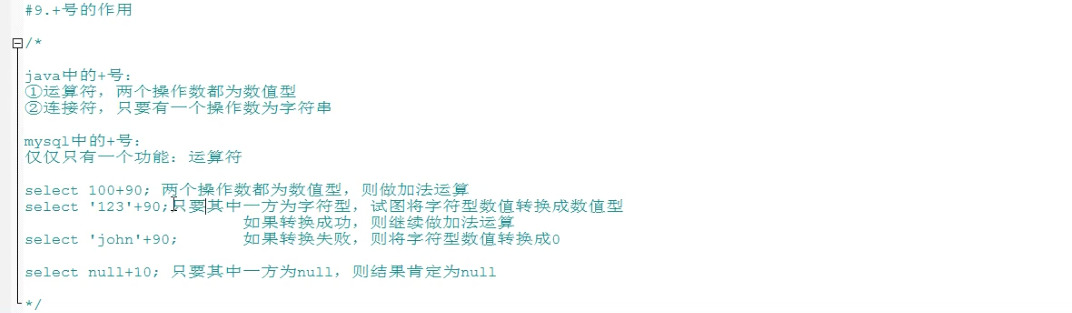 #9.+号的作用
/*
java中的+号：
①运算符，两个操作数都为数值型
②连接符，只要有一个操作数为字符串
mysql中的+号：
仅仅只有一个功能：运算符
select 100+90; 两个操作数都为数值型，则做加法运算
select '123'+90;只要其中一方为字符型，试图将字符型数值转换成数值型
如果转换成功，则继续做加法运算
select 'john'+90; 如果转换失败，则将字符型数值转换成0
select null+10; 只要其中一方为null，则结果肯定为null
*/